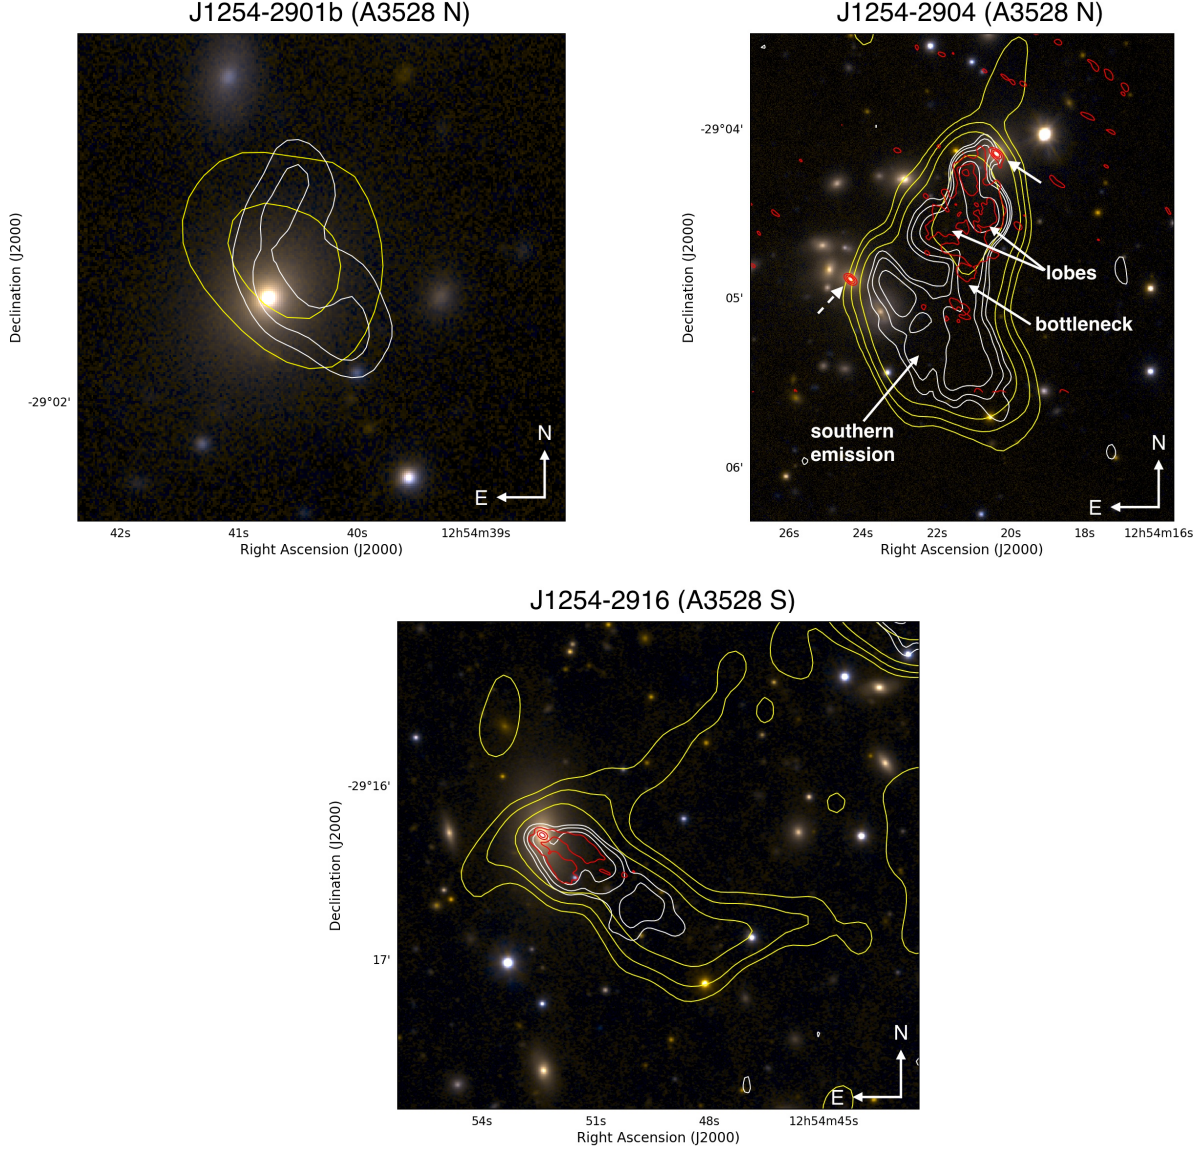 J1254-2901b (A3528 N)
Declination (J2000)
-29°02'
N
E
42s 41s 40s 12h54m39s
Right Ascension (J2000)
J1254-2904 (A3528 N)
Declination (J2000)
-29°04'
05'
06'
lobes
bottleneck
southern
emission
N
E
26s 24s 22s 20s 18s 12h54m16s
Right Ascension (J2000)
J1254-2916 (A3528 S)
Declination (J2000)
-29°16'
17'
N
E
54s 51s 48s 12h54m45s
Right Ascension (J2000)